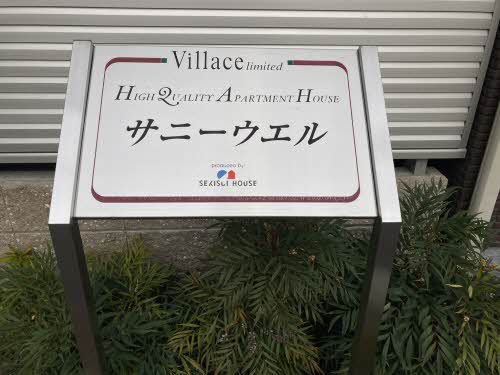 Villace limited
HIGH QUALITY APARTMENT HOUSE
サニーウエル
produced by
SEKISUI HOUSE